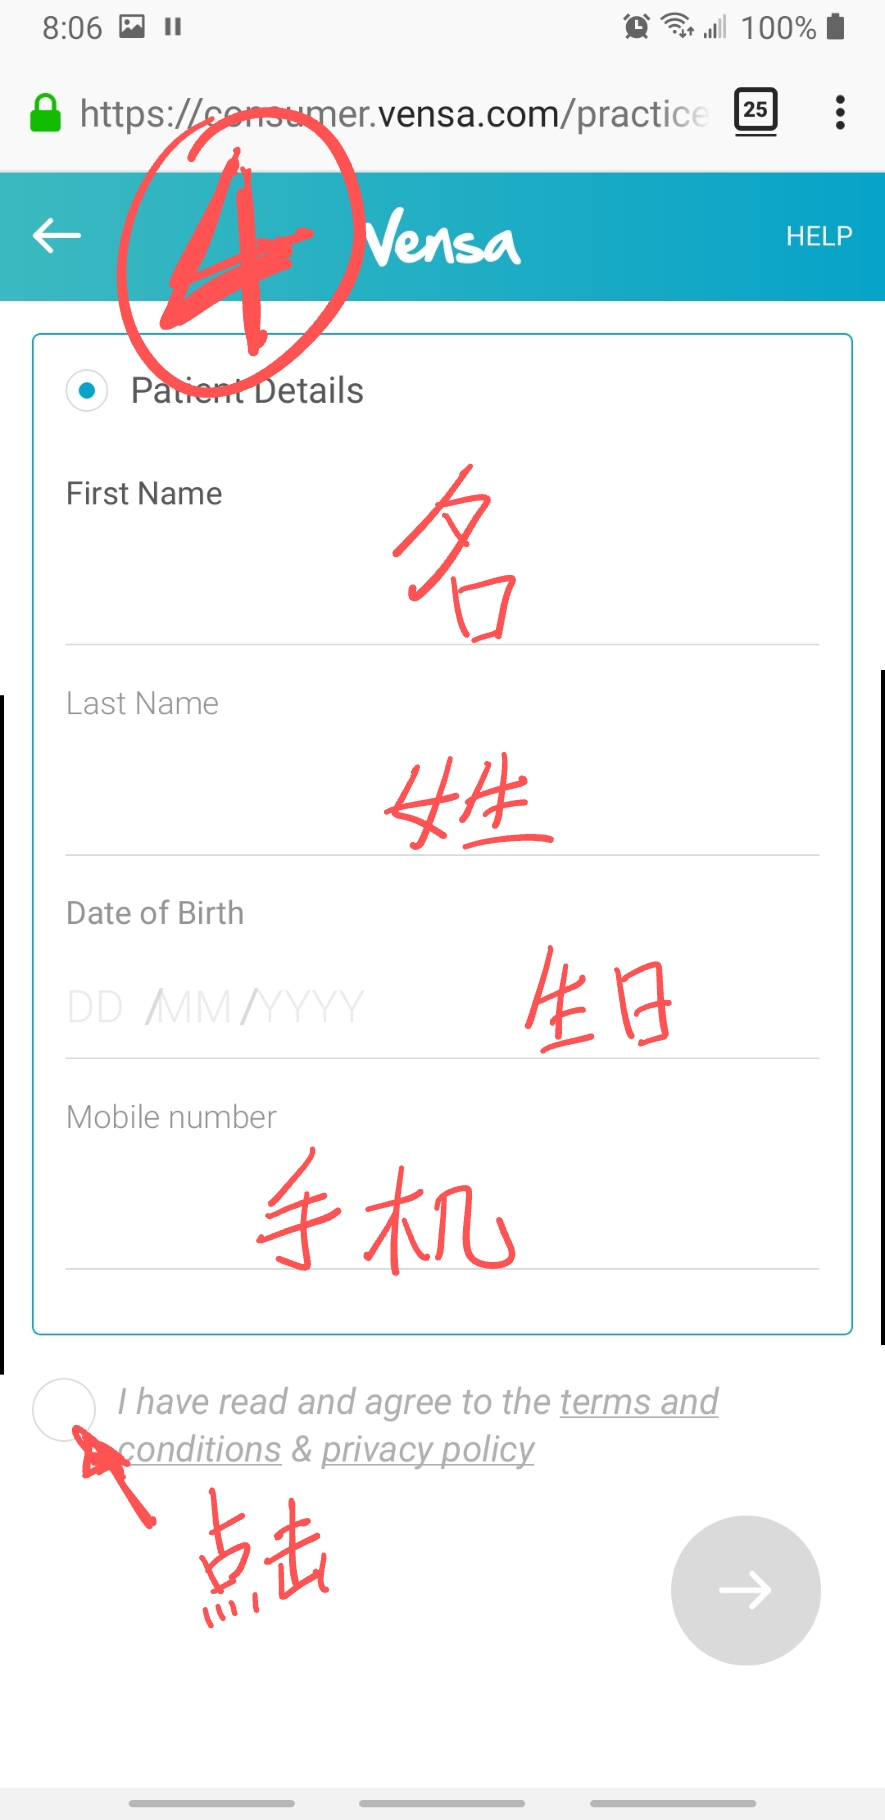 8:06 100%
https://consumer.vensa.com/practice 25
4
Vensa HELP
Patient Details
First Name
名
Last Name
姓
Date of Birth
DD / MM / YYYY 生日
Mobile number
手机
I have read and agree to the terms and
conditions & privacy policy
点击